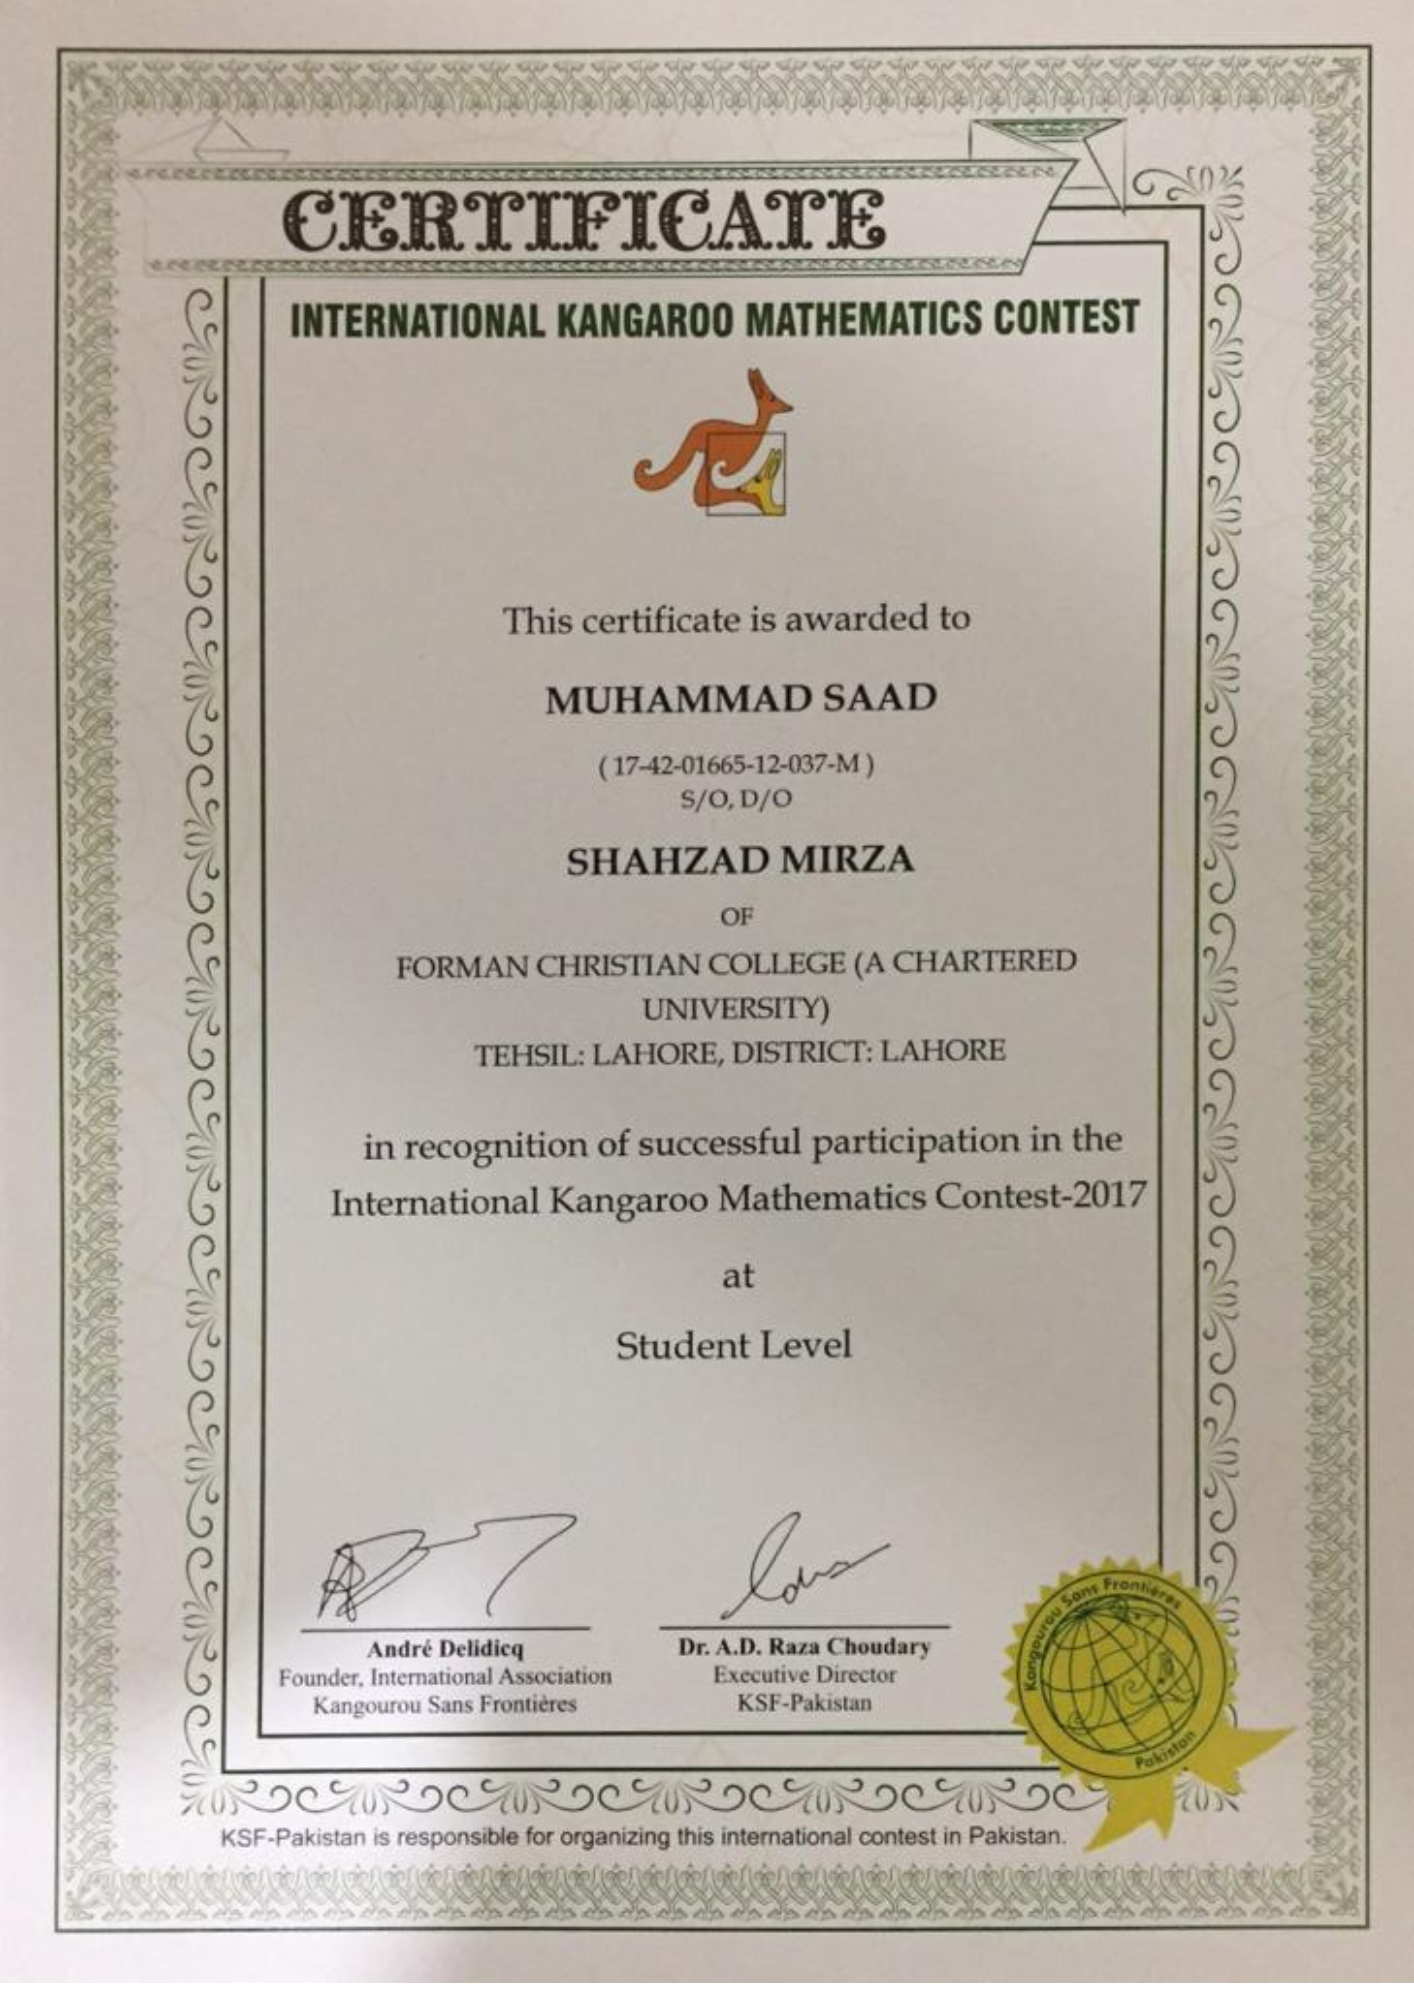 CERTIFICATE
INTERNATIONAL KANGAROO MATHEMATICS CONTEST
This certificate is awarded to
MUHAMMAD SAAD
( 17-42-01665-12-037-M )
S/O, D/O
SHAHZAD MIRZA
OF
FORMAN CHRISTIAN COLLEGE (A CHARTERED
UNIVERSITY)
TEHSIL: LAHORE, DISTRICT: LAHORE
in recognition of successful participation in the
International Kangaroo Mathematics Contest-2017
at
Student Level
André Delidicq
Founder, International Association
Kangourou Sans Frontières
Dr. A.D. Raza Choudary
Executive Director
KSF-Pakistan
Kangourou Sans Frontières
Pakistan
KSF-Pakistan is responsible for organizing this international contest in Pakistan.